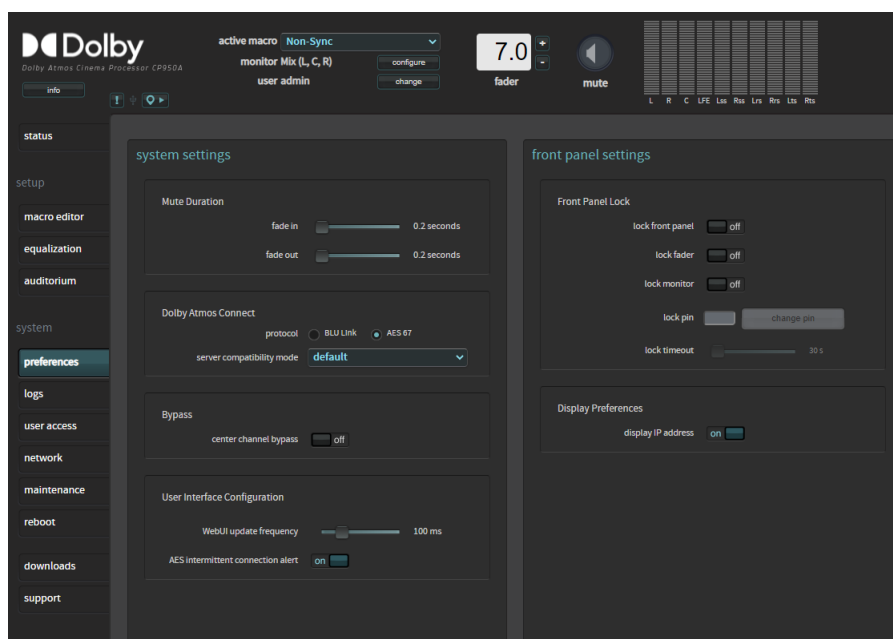 Dolby
Dolby Atmos Cinema Processor CP950A
info
active macro Non-Sync
monitor Mix (L, C, R) configure
user admin change
7.0
+
-
fader
mute
L R C LFE Lss Rss Lrs Rrs Lts Rts
status
setup
macro editor
equalization
auditorium
system
preferences
logs
user access
network
maintenance
reboot
downloads
support
system settings
Mute Duration
fade in 0.2 seconds
fade out 0.2 seconds
Dolby Atmos Connect
protocol BLU Link AES 67
server compatibility mode default
Bypass
center channel bypass off
User Interface Configuration
WebUI update frequency 100 ms
AES intermittent connection alert on
front panel settings
Front Panel Lock
lock front panel off
lock fader off
lock monitor off
lock pin change pin
lock timeout 30 s
Display Preferences
display IP address on